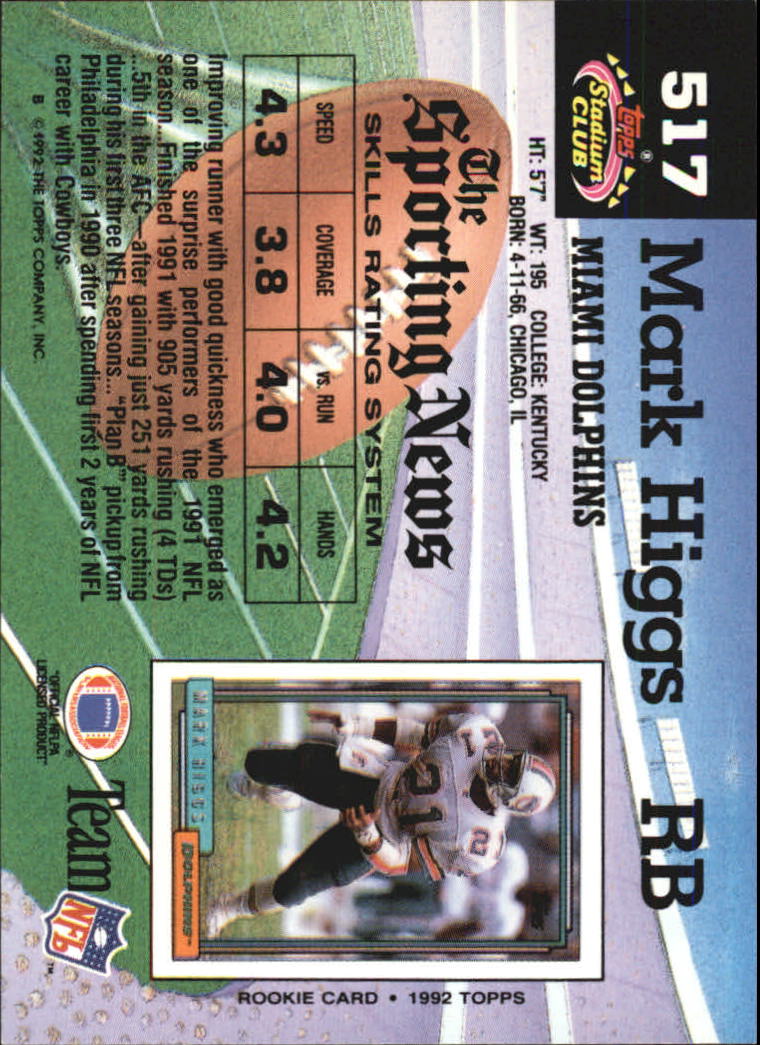 517
topps®
Stadium
CLUB
Mark Higgs RB
MIAMI DOLPHINS
HT: 5'7" WT: 195 COLLEGE: KENTUCKY
BORN: 4-11-66, CHICAGO, IL
The
Sporting News
SKILLS RATING SYSTEM
SPEED COVERAGE vs. RUN HANDS
4.3 3.8 4.0 4.2
Improving runner with good quickness who emerged as
one of the surprise performers of the 1991 NFL
season... Finished 1991 with 905 yards rushing (4 TDs)
...5th in the AFC, after gaining just 251 yards rushing
during his first three NFL seasons... "Plan B" pickup from
Philadelphia in 1990 after spending first 2 years of NFL
career with Cowboys.
B © 1992 THE TOPPS COMPANY, INC.
21
2
MARK HIGGS
DOLPHINS™
ROOKIE CARD • 1992 TOPPS
®
"OFFICIAL NFLPA
LICENSED PRODUCT"
Team
NFL
™